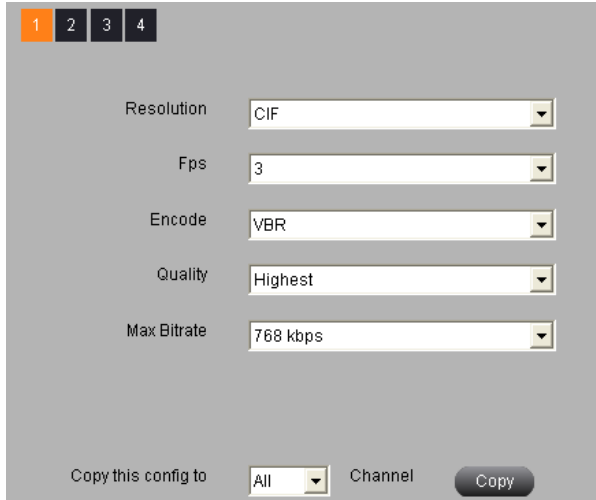 1 2 3 4
Resolution CIF
Fps 3
Encode VBR
Quality Highest
Max Bitrate 768 kbps
Copy this config to All Channel Copy